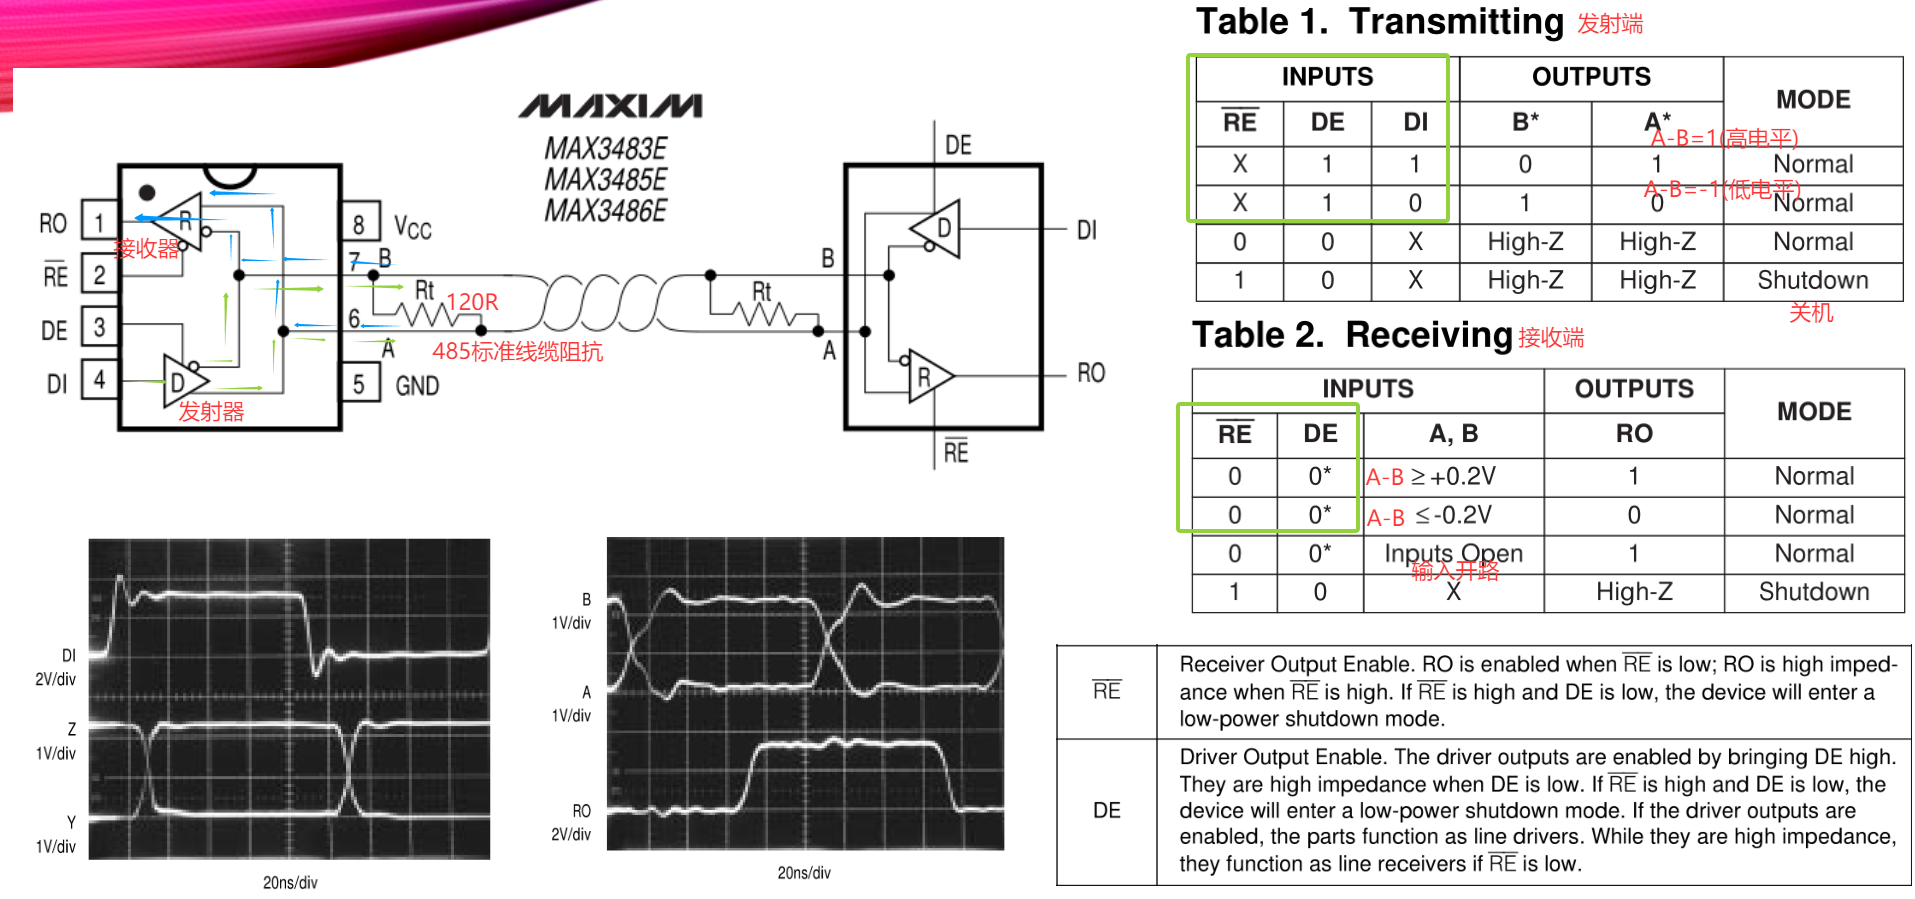 MAXIM
MAX3483E
MAX3485E
MAX3486E
RO 1
接收器
R
RE 2
DE 3
DI 4
D
发射器
8 VCC
7 B
6
A
5 GND
Rt
120R
485标准线缆阻抗
Rt
B
A
DE
D
DI
R
RO
RE
DI
2V/div
Z
1V/div
Y
1V/div
20ns/div
B
1V/div
A
1V/div
RO
2V/div
20ns/div
Table 1. Transmitting 发射端
INPUTS OUTPUTS MODE
RE DE DI B* A*
A-B=1(高电平)
X 1 1 0 1 Normal
A-B=-1(低电平)
X 1 0 1 0 Normal
0 0 X High-Z High-Z Normal
1 0 X High-Z High-Z Shutdown
关机
Table 2. Receiving 接收端
INPUTS OUTPUTS MODE
RE DE A, B RO
0 0* A-B ≥ +0.2V 1 Normal
0 0* A-B ≤ -0.2V 0 Normal
0 0* Inputs Open 1 Normal
输入开路
1 0 X High-Z Shutdown
RE
Receiver Output Enable. RO is enabled when RE is low; RO is high imped-
ance when RE is high. If RE is high and DE is low, the device will enter a
low-power shutdown mode.
DE
Driver Output Enable. The driver outputs are enabled by bringing DE high.
They are high impedance when DE is low. If RE is high and DE is low, the
device will enter a low-power shutdown mode. If the driver outputs are
enabled, the parts function as line drivers. While they are high impedance,
they function as line receivers if RE is low.